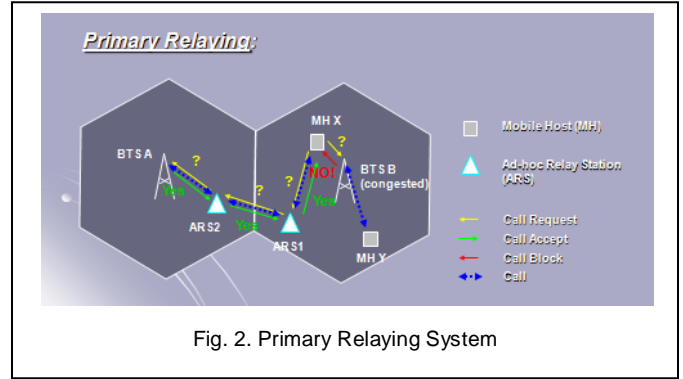 Primary Relaying:
MH X
?
BTS A
?
NO!
BTS B
(congested)
?
?
Yes
Yes
ARS2
Yes
ARS1
MH Y
Mobile Host (MH)
Ad-hoc Relay Station
(ARS)
Call Request
Call Accept
Call Block
Call
Fig. 2. Primary Relaying System